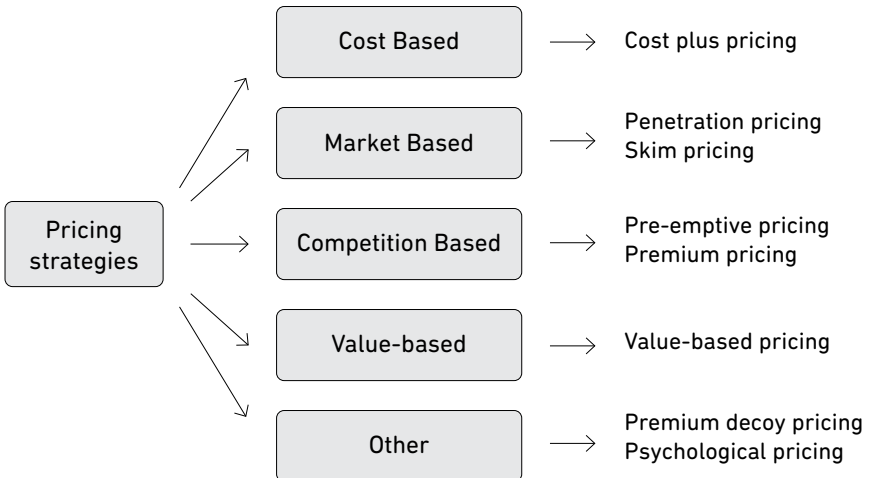 Pricing
strategies
Cost Based
Cost plus pricing
Market Based
Penetration pricing
Skim pricing
Competition Based
Pre-emptive pricing
Premium pricing
Value-based
Value-based pricing
Other
Premium decoy pricing
Psychological pricing